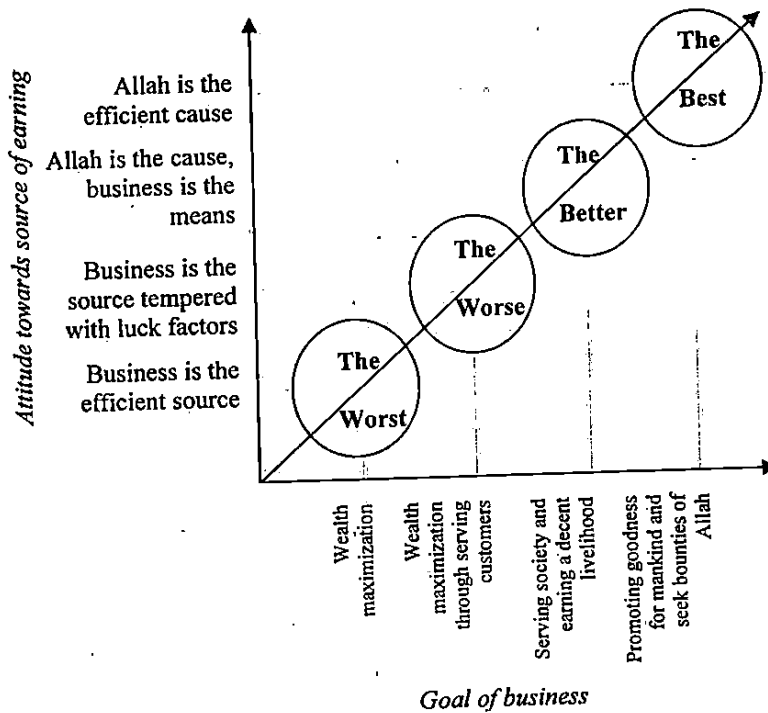 Attitude towards source of earning
Allah is the
efficient cause
Allah is the cause,
business is the
means
Business is the
source tempered
with luck factors
Business is the
efficient source
The
Best
The
Better
The
Worse
The
Worst
Wealth
maximization
Wealth
maximization
through serving
customers
Serving society and
earning a decent
livelihood
Promoting goodness
for mankind and
seek bounties of
Allah
Goal of business